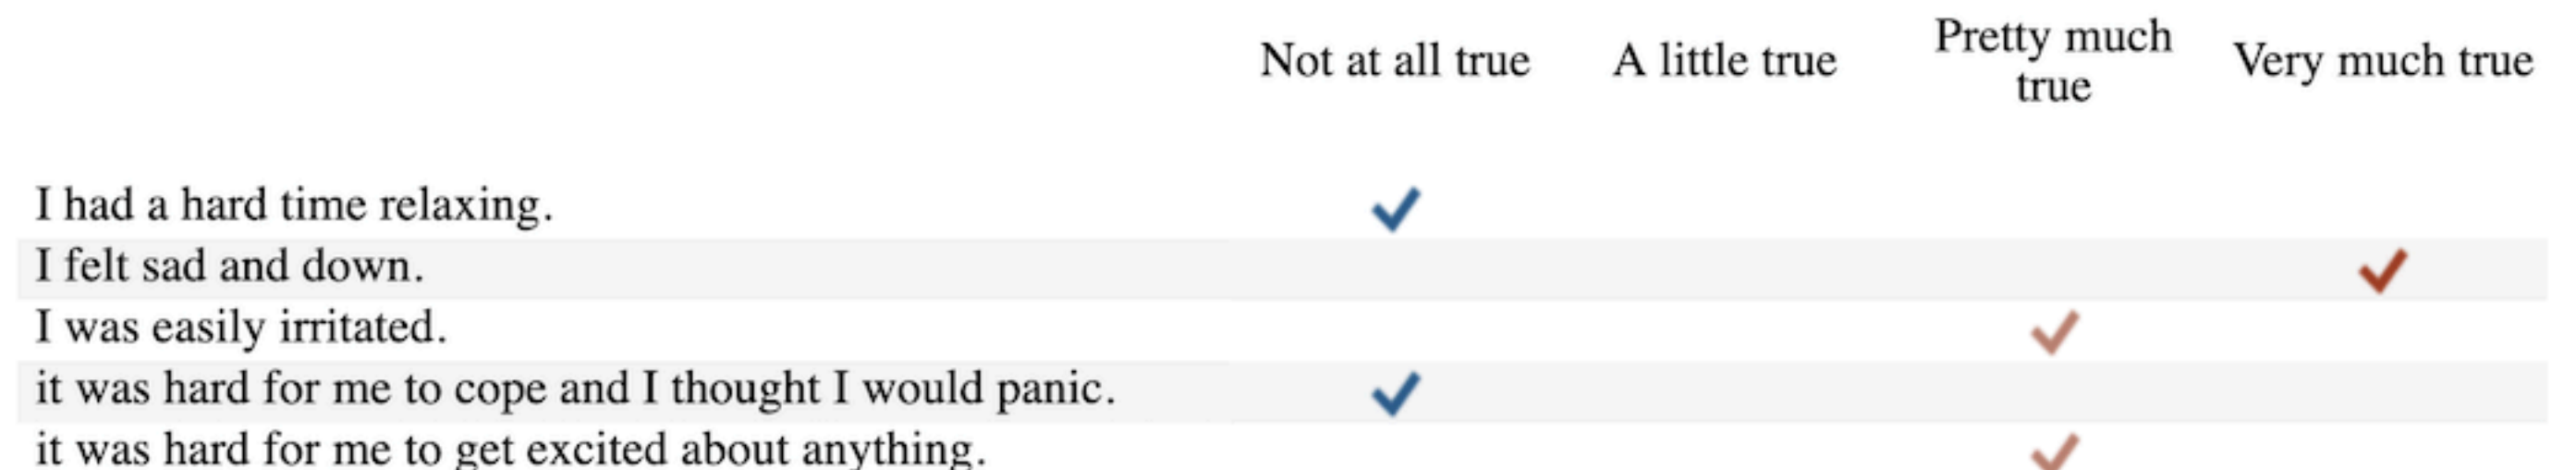 Not at all true A little true Pretty much true Very much true
I had a hard time relaxing.
I felt sad and down.
I was easily irritated.
it was hard for me to cope and I thought I would panic.
it was hard for me to get excited about anything.